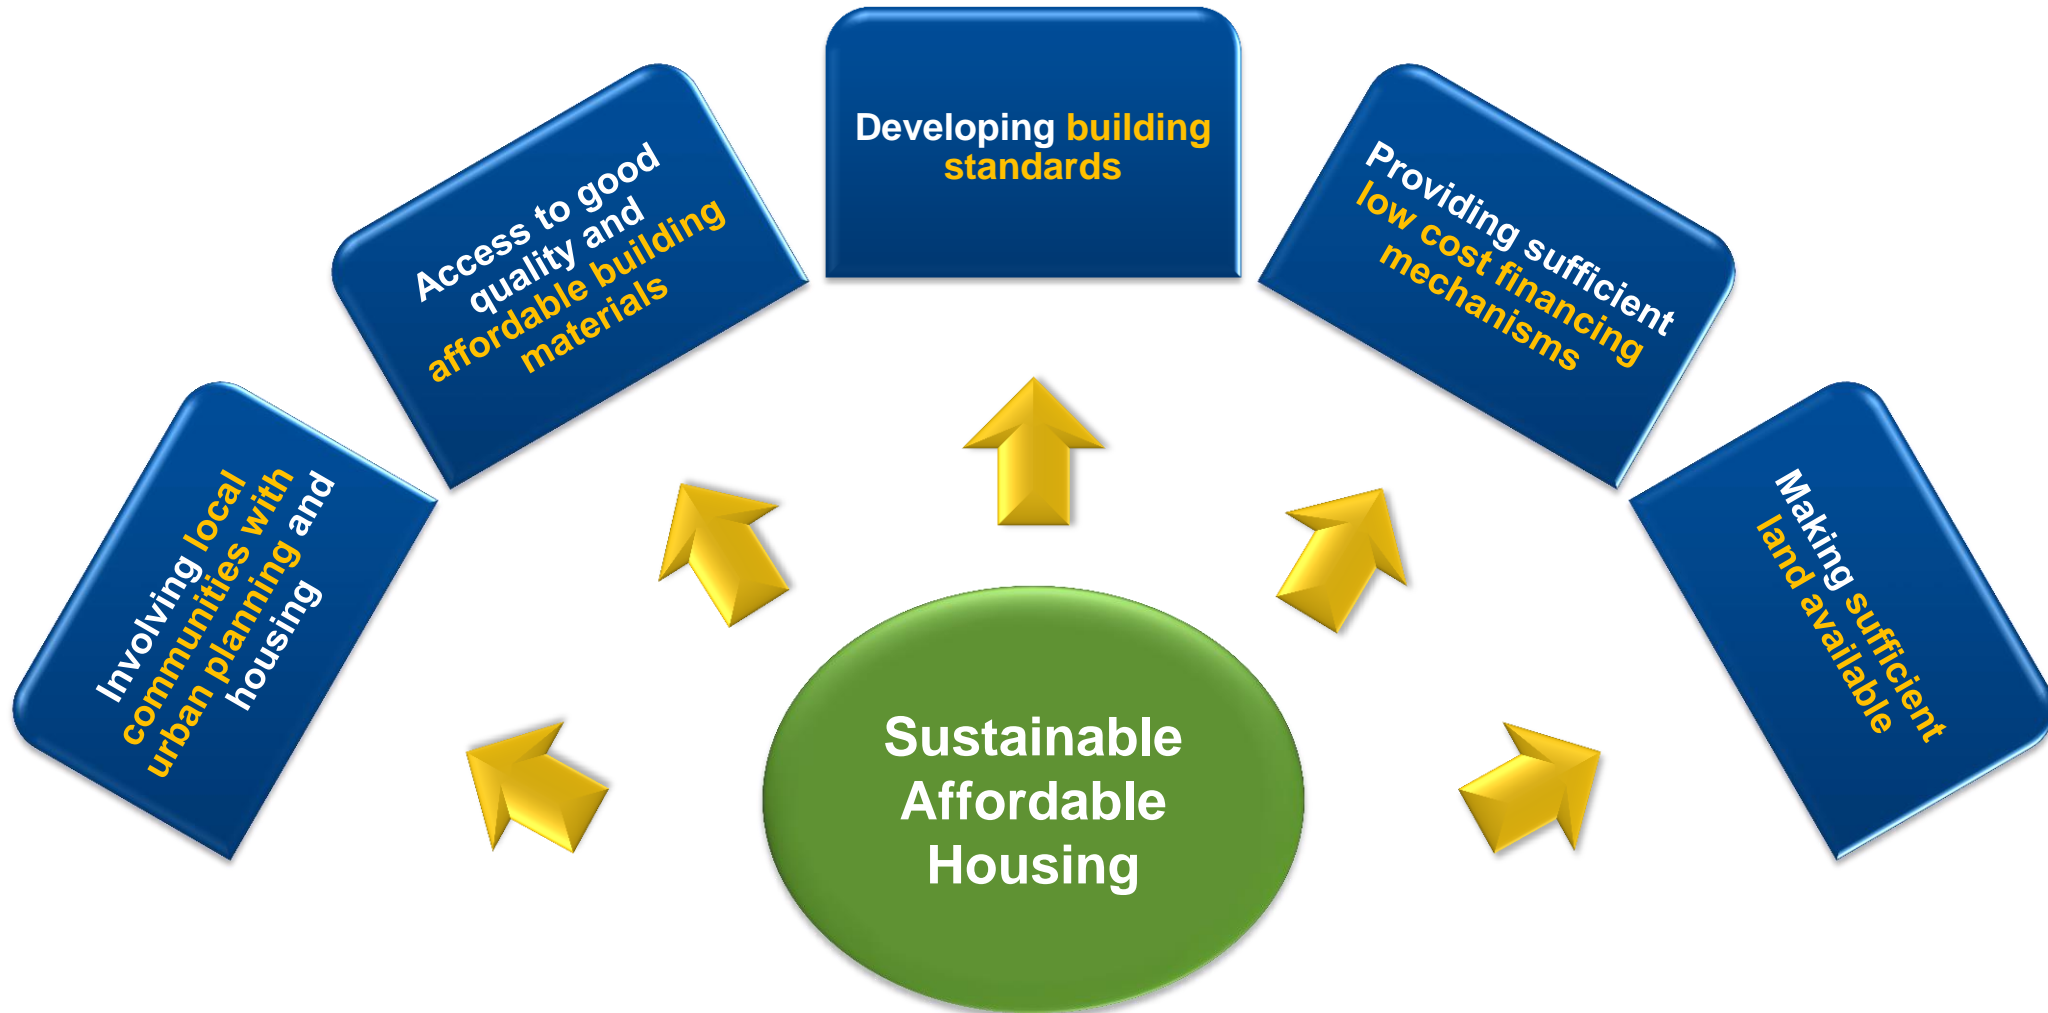 Involving local
communities with
urban planning and
housing
Access to good
quality and
affordable building
materials
Developing building
standards
Providing sufficient
low cost financing
mechanisms
Making sufficient
land available
Sustainable
Affordable
Housing